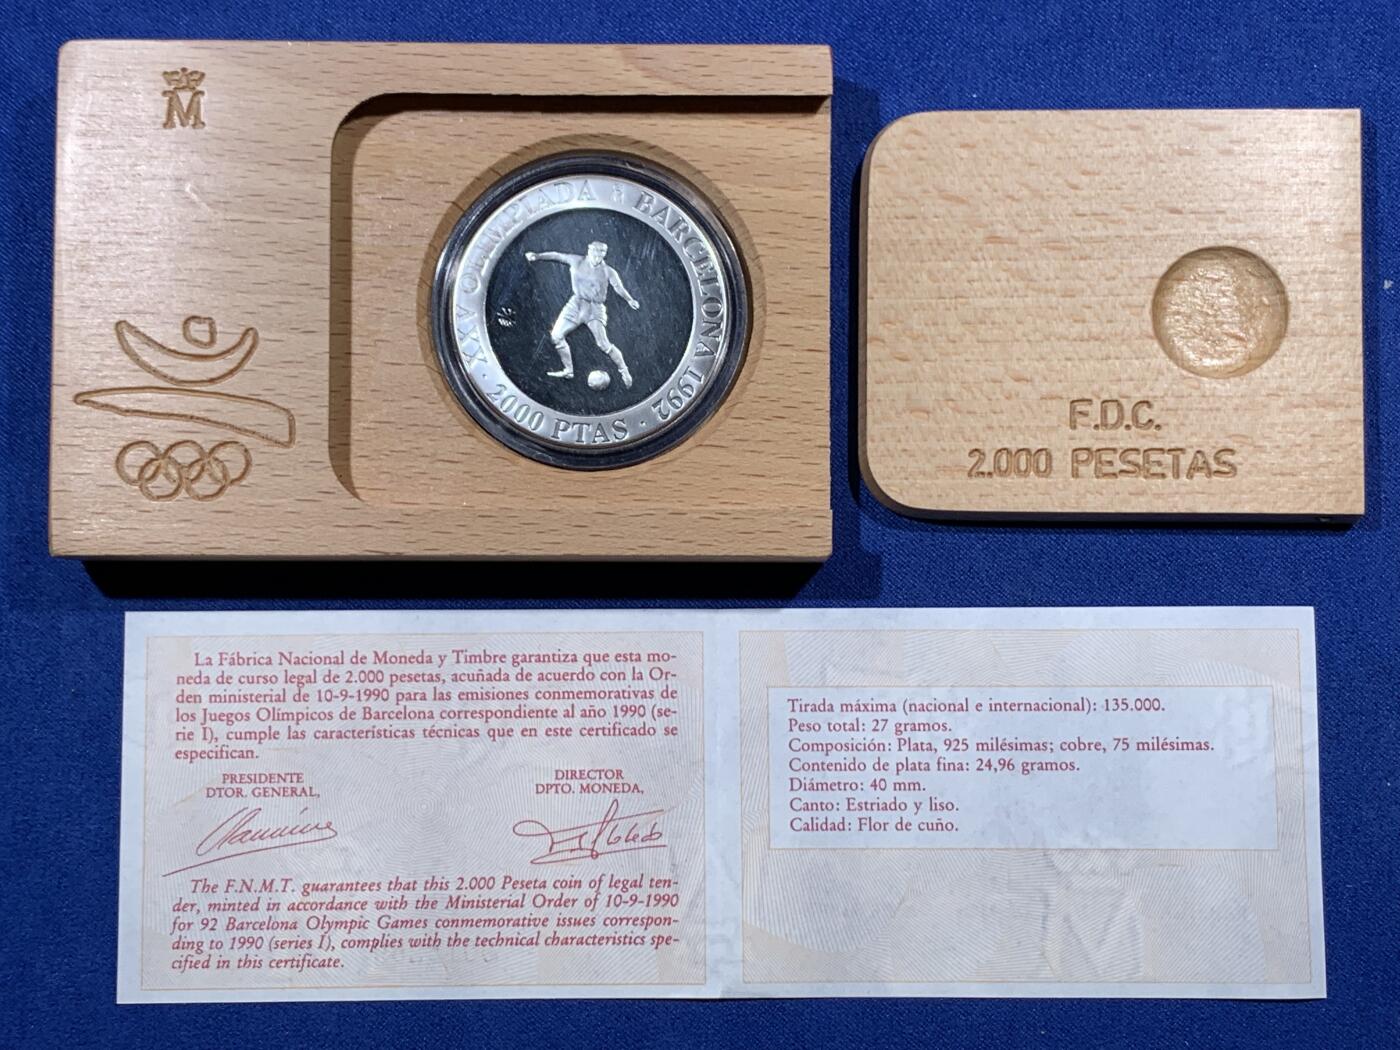 M
XXV OLIMPIADA BARCELONA 1992
· 2000 PTAS ·
F.D.C.
2.000 PESETAS
La Fábrica Nacional de Moneda y Timbre garantiza que esta mo-
neda de curso legal de 2.000 pesetas, acuñada de acuerdo con la Or-
den ministerial de 10-9-1990 para las emisiones conmemorativas de
los Juegos Olímpicos de Barcelona correspondiente al año 1990 (se-
rie I), cumple las características técnicas que en este certificado se
especifican.
PRESIDENTE
DTOR. GENERAL,
DIRECTOR
DPTO. MONEDA,
The F.N.M.T. guarantees that this 2.000 Peseta coin of legal ten-
der, minted in accordance with the Ministerial Order of 10-9-1990
for 92 Barcelona Olympic Games conmemorative issues correspon-
ding to 1990 (series I), complies with the technical characteristics spe-
cified in this certificate.
Tirada máxima (nacional e internacional): 135.000.
Peso total: 27 gramos.
Composición: Plata, 925 milésimas; cobre, 75 milésimas.
Contenido de plata fina: 24,96 gramos.
Diámetro: 40 mm.
Canto: Estriado y liso.
Calidad: Flor de cuño.